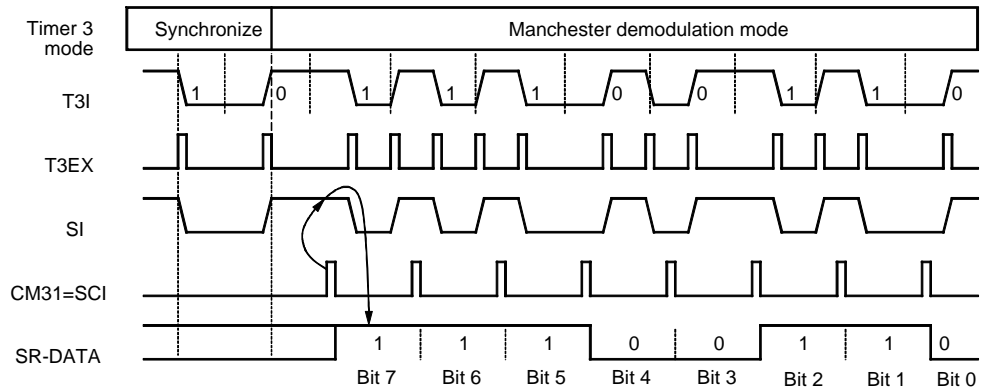 Timer 3 mode
Synchronize
Manchester demodulation mode
T3I
1 0 1 1 1 0 0 1 1 0
T3EX
SI
CM31=SCI
SR-DATA
1 1 1 0 0 1 1 0
Bit 7 Bit 6 Bit 5 Bit 4 Bit 3 Bit 2 Bit 1 Bit 0